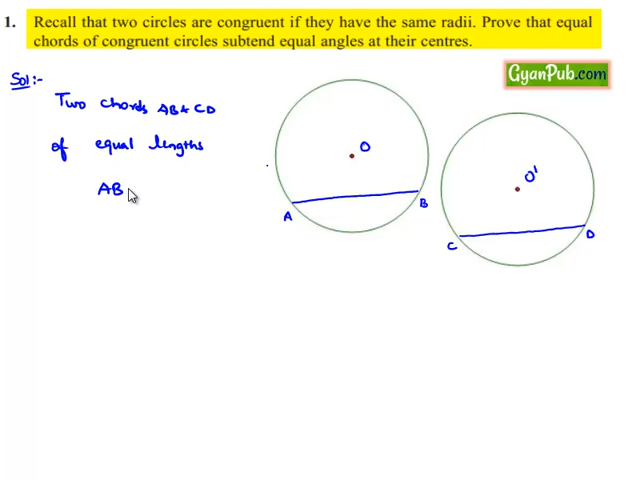 1. Recall that two circles are congruent if they have the same radii. Prove that equal
chords of congruent circles subtend equal angles at their centres.
GyanPub.com
Sol:-
Two chords AB & CD
of equal lengths
AB
O
A
B
O'
C
D